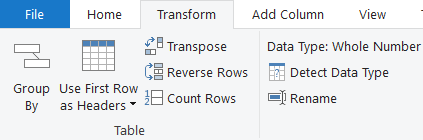 File Home Transform Add Column View
Group By
Use First Row as Headers
Transpose
Reverse Rows
Count Rows
Table
Data Type: Whole Number
Detect Data Type
Rename